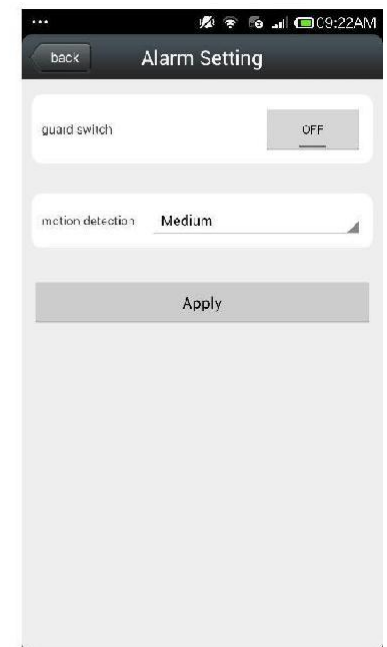 ... 09:22AM
back Alarm Setting
guard switch OFF
motion detection Medium
Apply